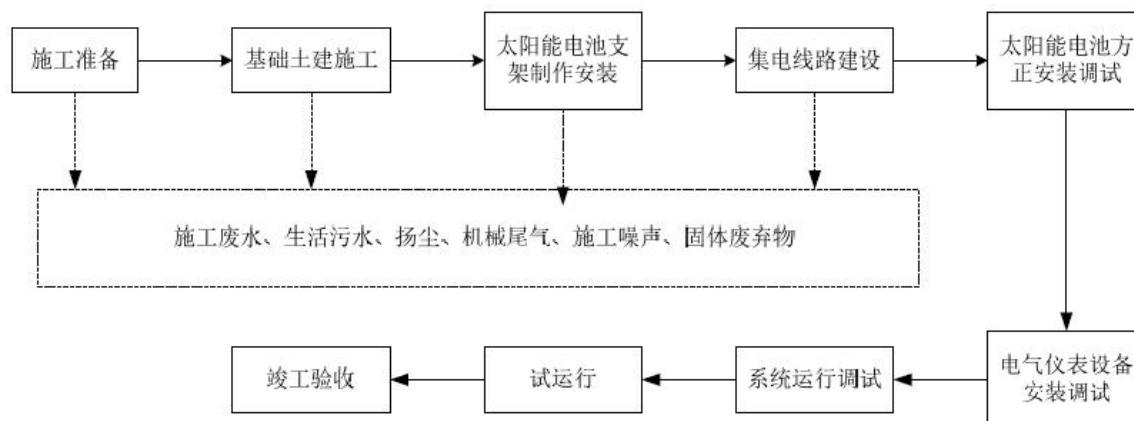 施工准备
基础土建施工
太阳能电池支
架制作安装
集电线路建设
太阳能电池方
正安装调试
施工废水、生活污水、扬尘、机械尾气、施工噪声、固体废弃物
竣工验收
试运行
系统运行调试
电气仪表设备
安装调试